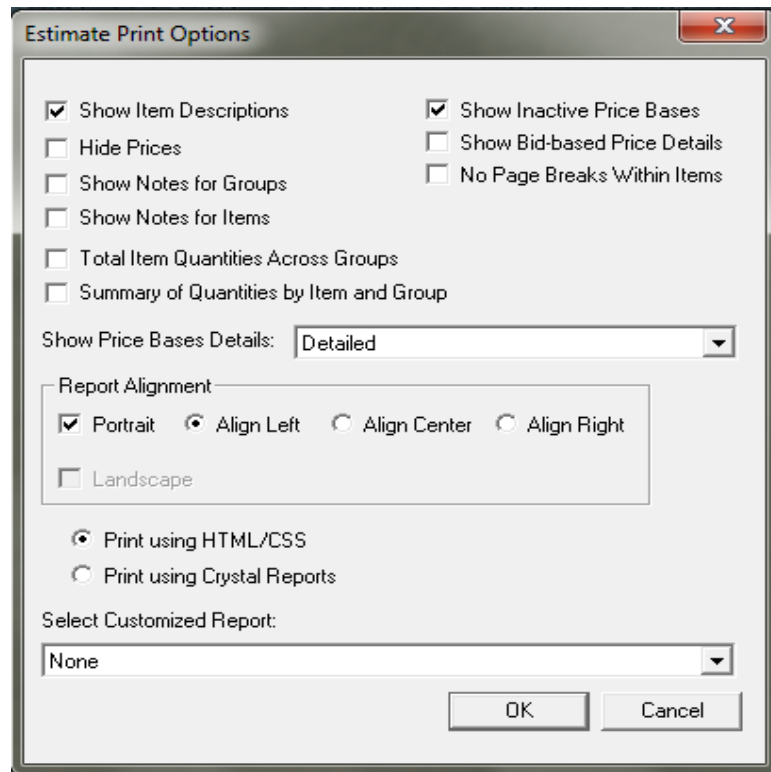 Estimate Print Options
Show Item Descriptions
Show Inactive Price Bases
Hide Prices
Show Bid-based Price Details
Show Notes for Groups
No Page Breaks Within Items
Show Notes for Items
Total Item Quantities Across Groups
Summary of Quantities by Item and Group
Show Price Bases Details: Detailed
Report Alignment
Portrait Align Left Align Center Align Right
Landscape
Print using HTML/CSS
Print using Crystal Reports
Select Customized Report:
None
OK Cancel